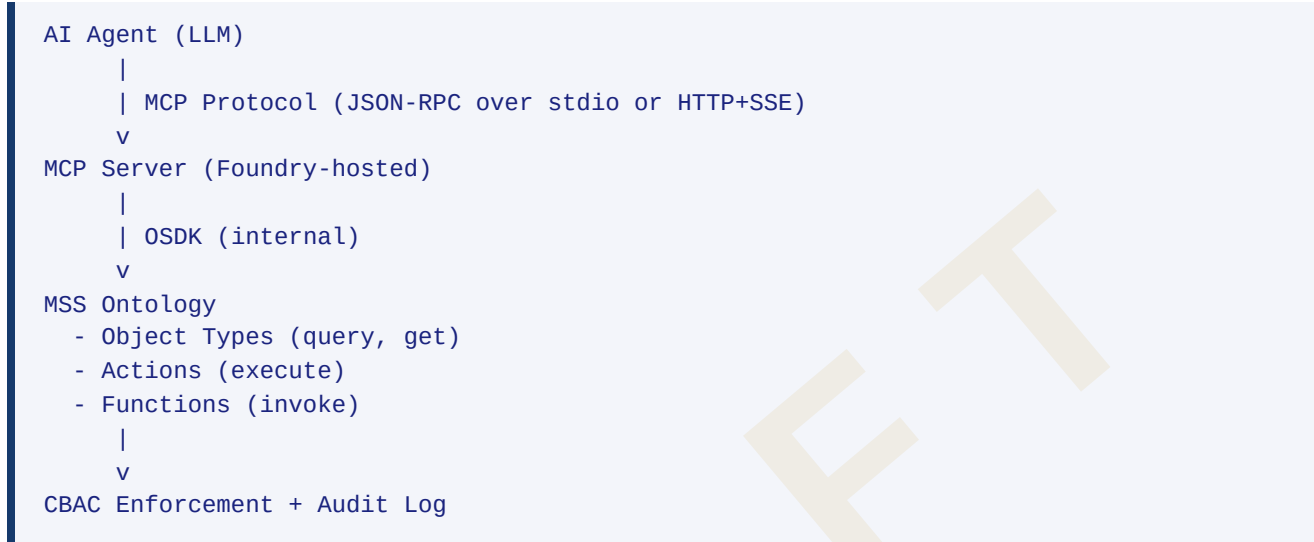 AI Agent (LLM)
|
| MCP Protocol (JSON-RPC over stdio or HTTP+SSE)
v
MCP Server (Foundry-hosted)
|
| OSDK (internal)
v
MSS Ontology
- Object Types (query, get)
- Actions (execute)
- Functions (invoke)
|
v
CBAC Enforcement + Audit Log
F T